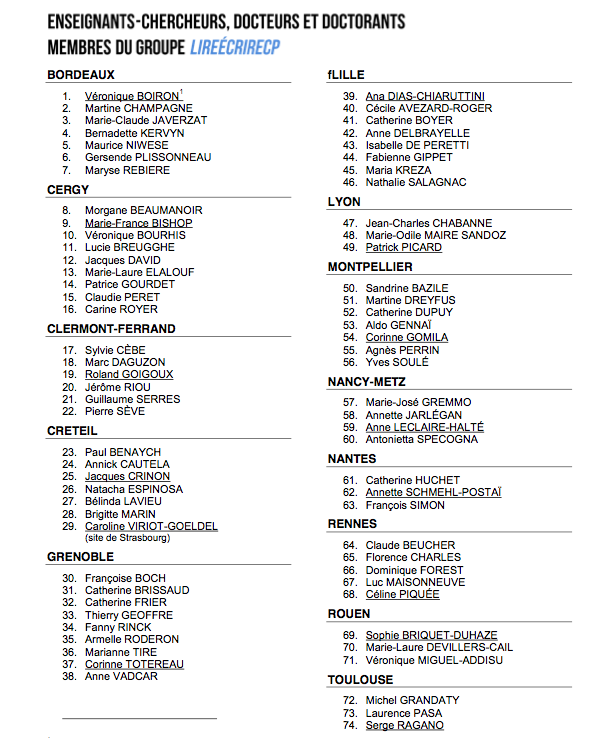 ENSEIGNANTS-CHERCHEURS, DOCTEURS ET DOCTORANTS
MEMBRES DU GROUPE LIREÉCRIRECP
BORDEAUX
1. Véronique BOIRON1
2. Martine CHAMPAGNE
3. Marie-Claude JAVERZAT
4. Bernadette KERVYN
5. Maurice NIWESE
6. Gersende PLISSONNEAU
7. Maryse REBIERE
CERGY
8. Morgane BEAUMANOIR
9. Marie-France BISHOP
10. Véronique BOURHIS
11. Lucie BREUGGHE
12. Jacques DAVID
13. Marie-Laure ELALOUF
14. Patrice GOURDET
15. Claudie PERET
16. Carine ROYER
CLERMONT-FERRAND
17. Sylvie CÈBE
18. Marc DAGUZON
19. Roland GOIGOUX
20. Jérôme RIOU
21. Guillaume SERRES
22. Pierre SÈVE
CRETEIL
23. Paul BENAYCH
24. Annick CAUTELA
25. Jacques CRINON
26. Natacha ESPINOSA
27. Bélinda LAVIEU
28. Brigitte MARIN
29. Caroline VIRIOT-GOELDEL
(site de Strasbourg)
GRENOBLE
30. Françoise BOCH
31. Catherine BRISSAUD
32. Catherine FRIER
33. Thierry GEOFFRE
34. Fanny RINCK
35. Armelle RODERON
36. Marianne TIRE
37. Corinne TOTEREAU
38. Anne VADCAR
fLILLE
39. Ana DIAS-CHIARUTTINI
40. Cécile AVEZARD-ROGER
41. Catherine BOYER
42. Anne DELBRAYELLE
43. Isabelle DE PERETTI
44. Fabienne GIPPET
45. Maria KREZA
46. Nathalie SALAGNAC
LYON
47. Jean-Charles CHABANNE
48. Marie-Odile MAIRE SANDOZ
49. Patrick PICARD
MONTPELLIER
50. Sandrine BAZILE
51. Martine DREYFUS
52. Catherine DUPUY
53. Aldo GENNAÏ
54. Corinne GOMILA
55. Agnès PERRIN
56. Yves SOULÉ
NANCY-METZ
57. Marie-José GREMMO
58. Annette JARLÉGAN
59. Anne LECLAIRE-HALTÉ
60. Antonietta SPECOGNA
NANTES
61. Catherine HUCHET
62. Annette SCHMEHL-POSTAÏ
63. François SIMON
RENNES
64. Claude BEUCHER
65. Florence CHARLES
66. Dominique FOREST
67. Luc MAISONNEUVE
68. Céline PIQUÉE
ROUEN
69. Sophie BRIQUET-DUHAZE
70. Marie-Laure DEVILLERS-CAIL
71. Véronique MIGUEL-ADDISU
TOULOUSE
72. Michel GRANDATY
73. Laurence PASA
74. Serge RAGANO